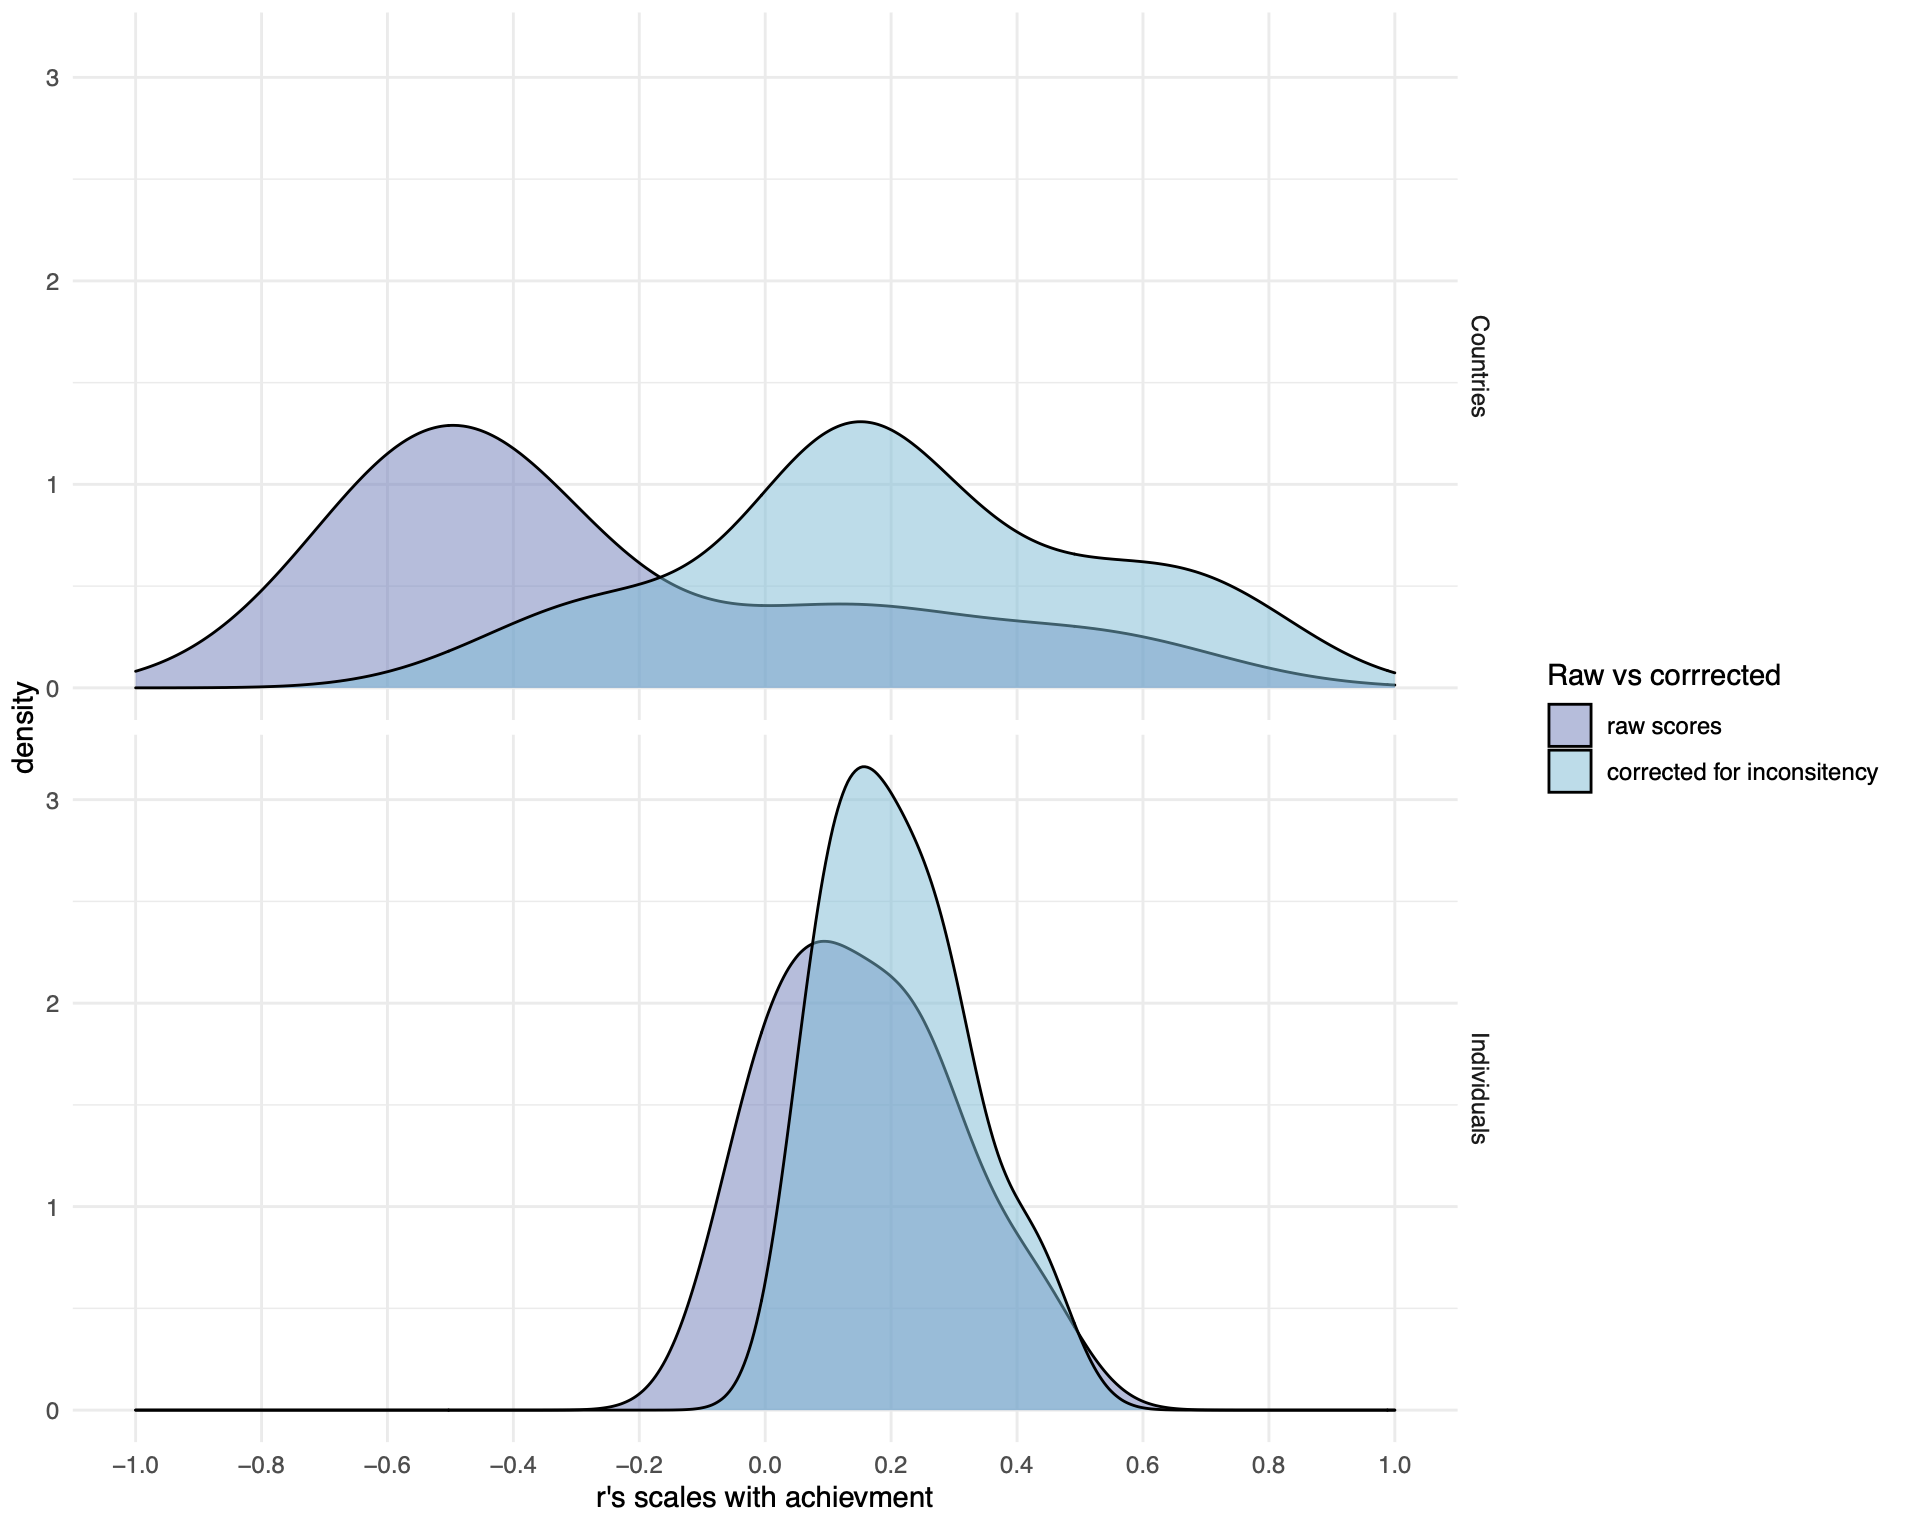 3
2
1
0
Countries
density
3
2
1
0
Individuals
−1.0 −0.8 −0.6 −0.4 −0.2 0.0 0.2 0.4 0.6 0.8 1.0
r's scales with achievment
Raw vs corrrected
raw scores
corrected for inconsitency